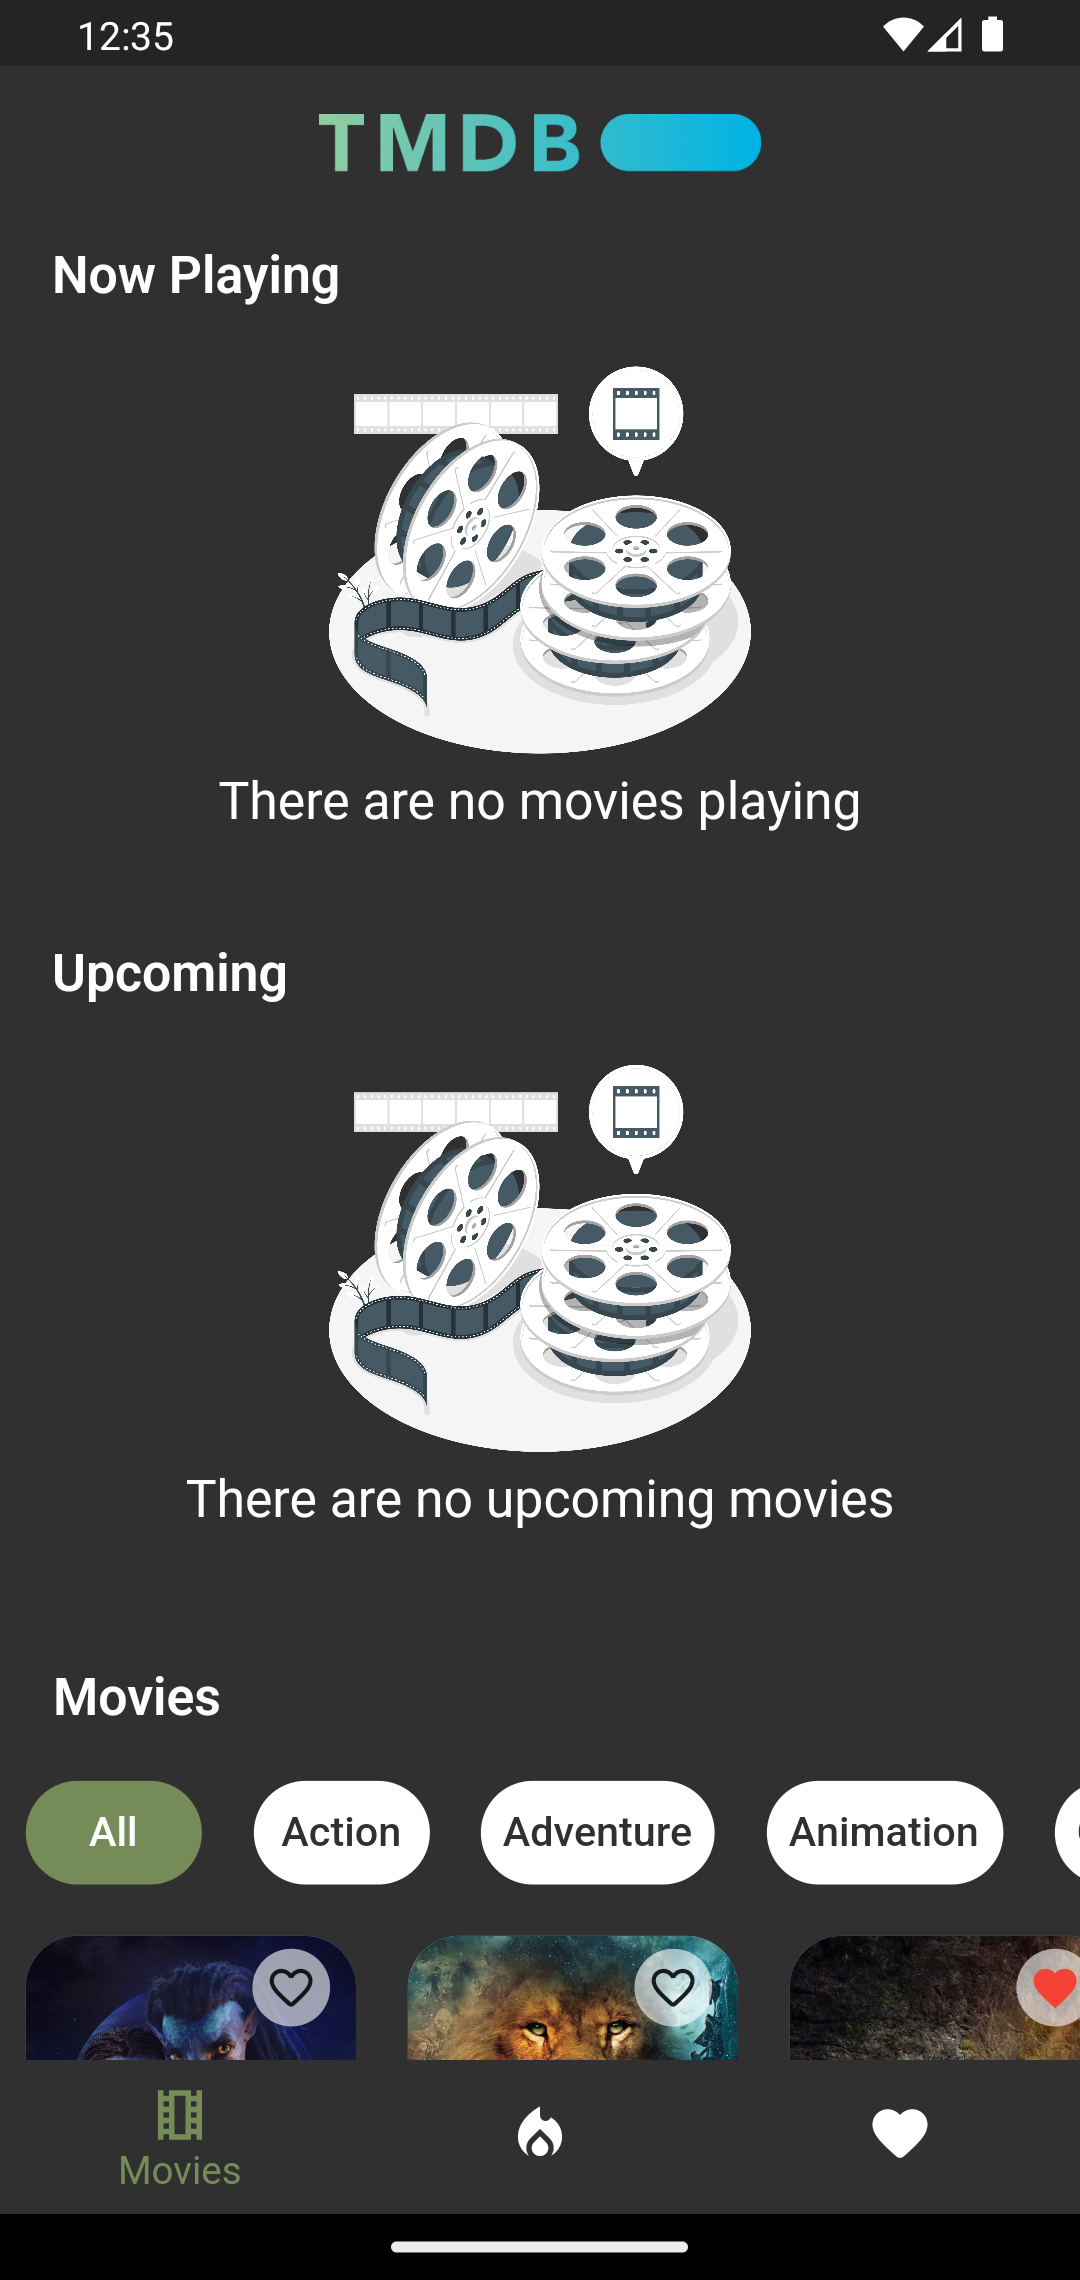 12:35
TMDB
Now Playing
There are no movies playing
Upcoming
There are no upcoming movies
Movies
All
Action
Adventure
Animation
Movies